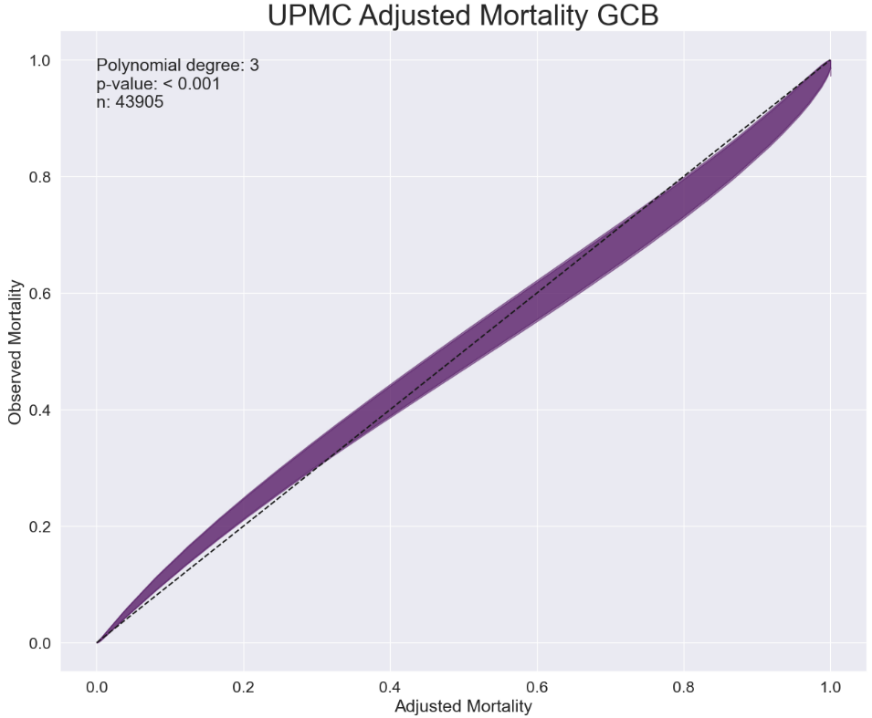 UPMC Adjusted Mortality GCB
Polynomial degree: 3
p-value: < 0.001
n: 43905
1.0
0.8
0.6
0.4
0.2
0.0
Observed Mortality
0.0 0.2 0.4 0.6 0.8 1.0
Adjusted Mortality